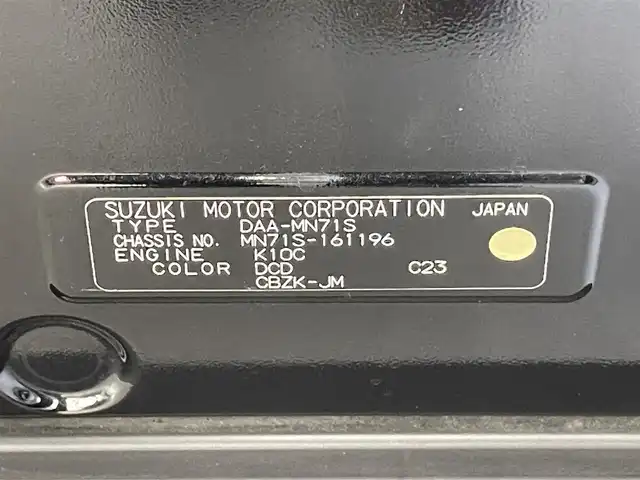 SUZUKI MOTOR CORPORATION JAPAN
TYPE DAA-MN71S
CHASSIS NO. MN71S-161196
ENGINE K10C
COLOR DCD C23
CBZK-JM